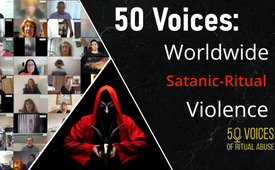 50 Voices:
Worldwide
Satanic-Ritual
Violence
50 VOICES
OF RITUAL ABUSE